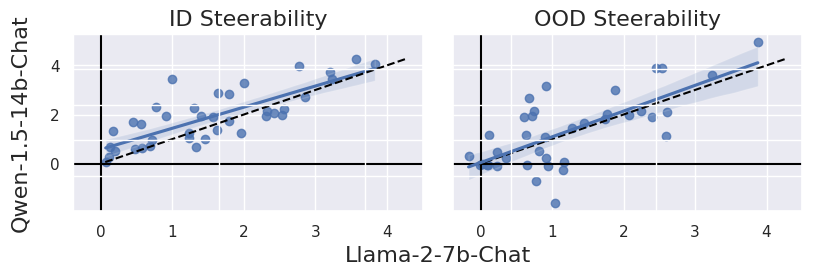 ID Steerability
OOD Steerability
Qwen-1.5-14b-Chat
4
2
0
0 1 2 3 4
0 1 2 3 4
Llama-2-7b-Chat